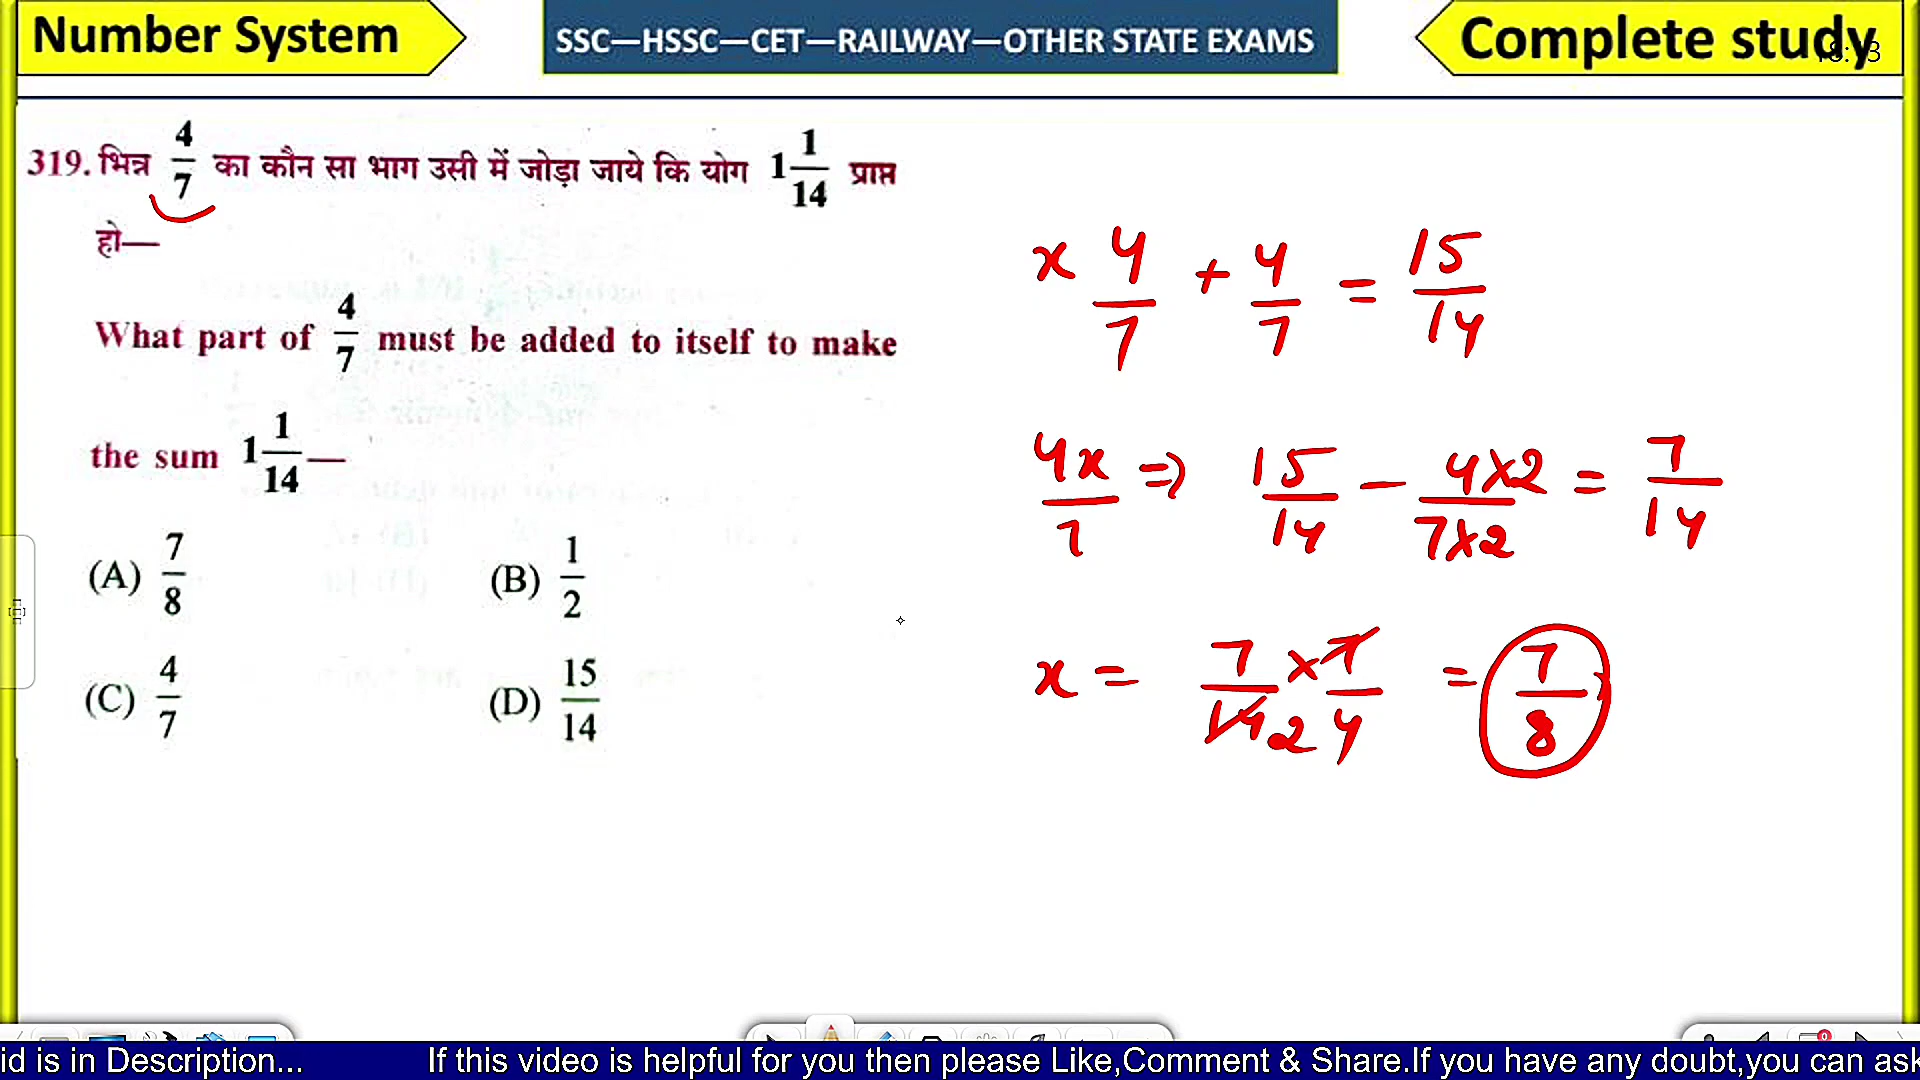 Number System
SSC—HSSC—CET—RAILWAY—OTHER STATE EXAMS
Complete study
319. भिन्न 4/7 का कौन सा भाग उसी में जोड़ा जाये कि योग 1 1/14 प्राप्त
हो—
What part of 4/7 must be added to itself to make
the sum 1 1/14—
(A) 7/8
(B) 1/2
(C) 4/7
(D) 15/14
x 4/7 + 4/7 = 15/14
4x/7 ⇒ 15/14 − 4×2/7×2 = 7/14
x = 7/14 2 × 7/4 = 7/8
id is in Description... If this video is helpful for you then please Like,Comment & Share.If you have any doubt,you can ask